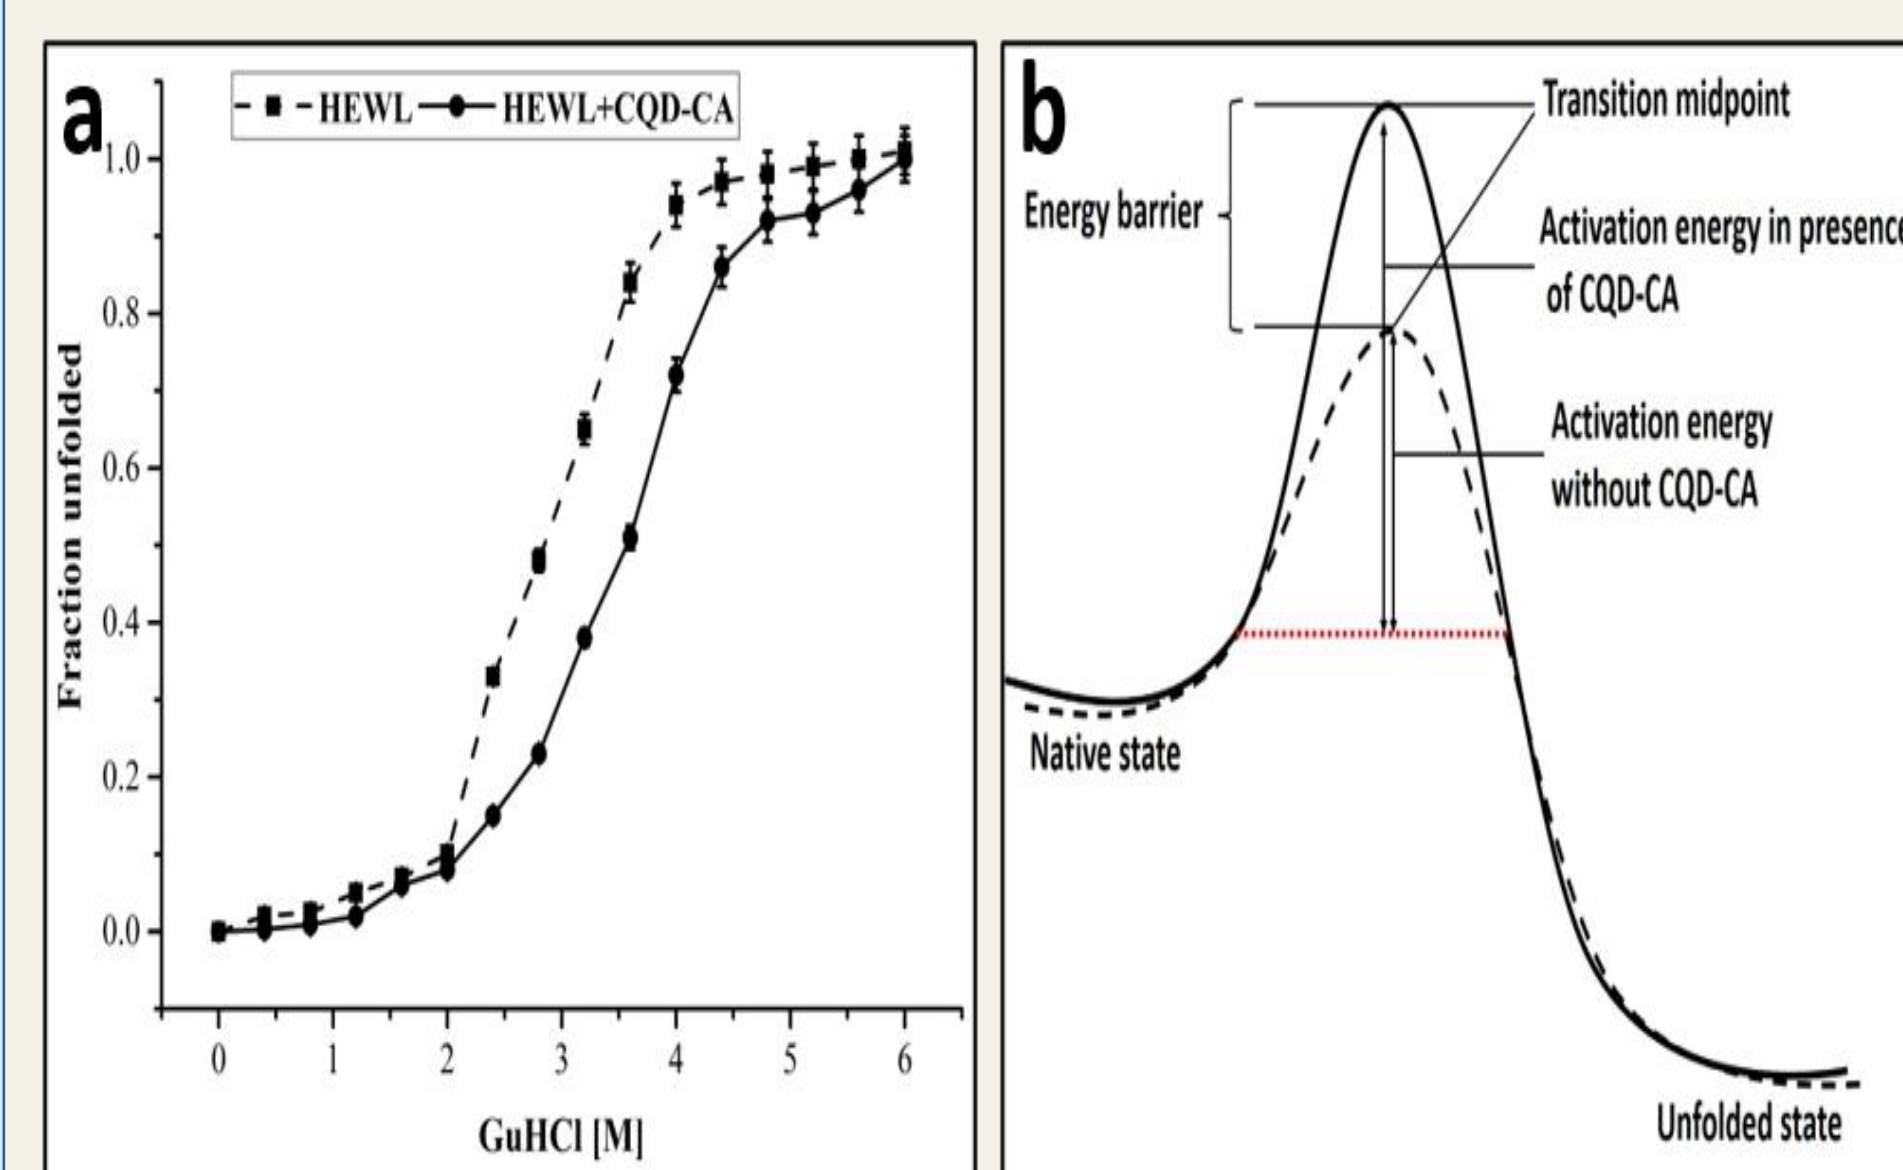 a
HEWL
HEWL+CQD-CA
1.0
0.8
0.6
0.4
0.2
0.0
Fraction unfolded
0
1
2
3
4
5
6
GuHCl [M]
b
Transition midpoint
Energy barrier
Activation energy in presence
of CQD-CA
Activation energy
without CQD-CA
Native state
Unfolded state